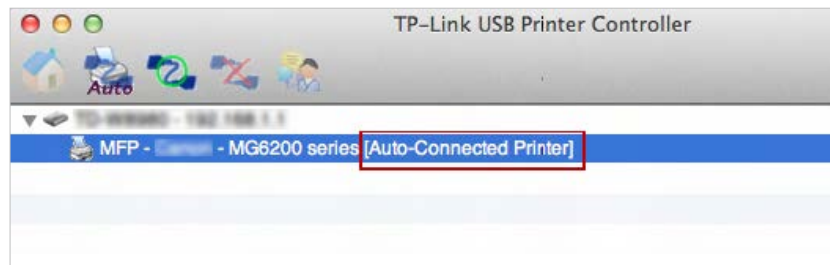 TP-Link USB Printer Controller
Auto
MFP - - MG6200 series [Auto-Connected Printer]